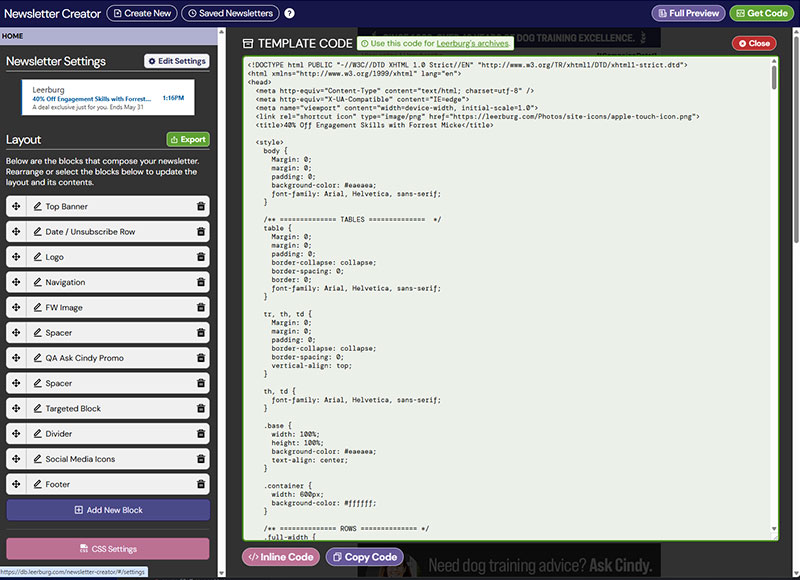 Newsletter Creator
Create New
Saved Newsletters
?
Full Preview
Get Code
HOME
Newsletter Settings
Edit Settings
Leerburg
40% Off Engagement Skills with Forrest...
A deal exclusive just for you. Ends May 31
1:16PM
Layout
Export
Below are the blocks that compose your newsletter.
Rearrange or select the blocks below to update the
layout and its contents.
Top Banner
Date / Unsubscribe Row
Logo
Navigation
FW Image
Spacer
QA Ask Cindy Promo
Spacer
Targeted Block
Divider
Social Media Icons
Footer
Add New Block
CSS Settings
https://db.leerburg.com/newsletter-creator/#/settings
DOG TRAINING EXCELLENCE.
TEMPLATE CODE
Use this code for Leerburg's archives.
Close
<!DOCTYPE html PUBLIC "-//W3C//DTD XHTML 1.0 Strict//EN" "http://www.w3.org/TR/xhtml1/DTD/xhtml1-strict.dtd">
<html xmlns="http://www.w3.org/1999/xhtml" lang="en">
<head>
<meta http-equiv="Content-Type" content="text/html; charset=utf-8" />
<meta http-equiv="X-UA-Compatible" content="IE=edge">
<meta name="viewport" content="width=device-width, initial-scale=1.0">
<link rel="shortcut icon" type="image/png" href="https://leerburg.com/Photos/site-icons/apple-touch-icon.png">
<title>40% Off Engagement Skills with Forrest Micke</title>
<style>
body {
Margin: 0;
margin: 0;
padding: 0;
background-color: #eaeaea;
font-family: Arial, Helvetica, sans-serif;
}
/** ============== TABLES ============== */
table {
Margin: 0;
margin: 0;
padding: 0;
border-collapse: collapse;
border-spacing: 0;
border: 0;
font-family: Arial, Helvetica, sans-serif;
}
tr, th, td {
Margin: 0;
margin: 0;
padding: 0;
border-collapse: collapse;
border-spacing: 0;
vertical-align: top;
}
th, td {
font-family: Arial, Helvetica, sans-serif;
}
.base {
width: 100%;
height: 100%;
background-color: #eaeaea;
text-align: center;
}
.container {
width: 600px;
background-color: #ffffff;
}
/** ============== ROWS ============== */
.full-width {
Inline Code
Copy Code
Need dog training advice? Ask Cindy.